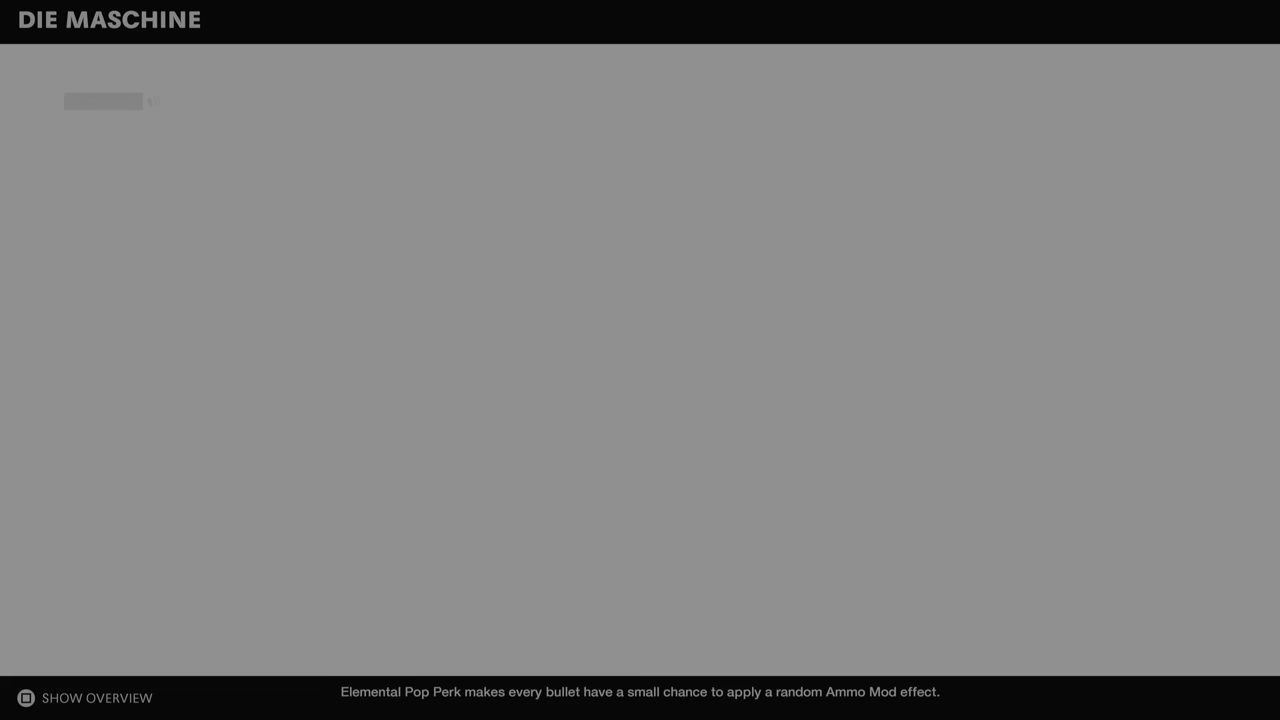 DIE MASCHINE
SHOW OVERVIEW
Elemental Pop Perk makes every bullet have a small chance to apply a random Ammo Mod effect.